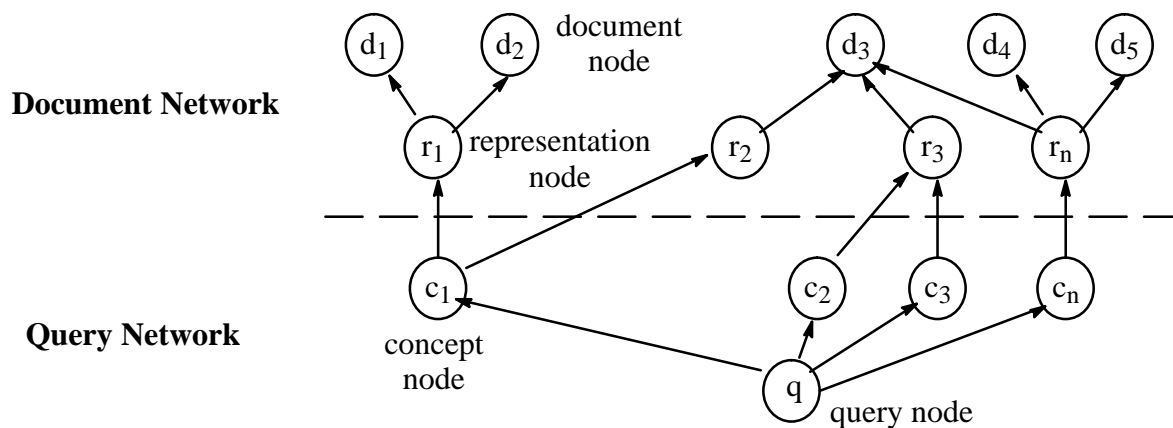 d1 d2 document node d3 d4 d5
Document Network
r1 representation node r2 r3 rn
c1 c2 c3 cn
Query Network
concept node
q query node